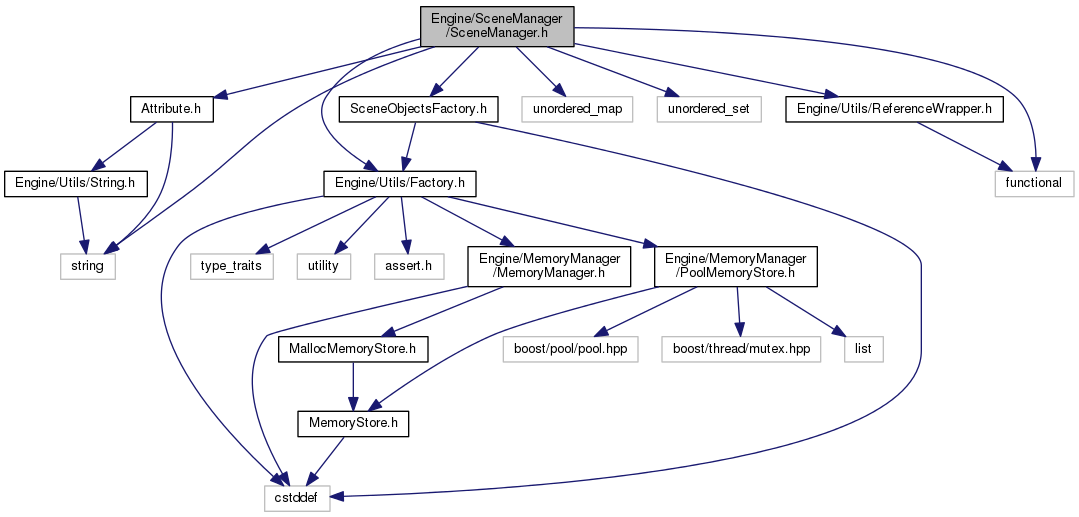 Engine/SceneManager
/SceneManager.h
Attribute.h
SceneObjectsFactory.h
unordered_map
unordered_set
Engine/Utils/ReferenceWrapper.h
Engine/Utils/String.h
Engine/Utils/Factory.h
functional
string
type_traits
utility
assert.h
Engine/MemoryManager
/MemoryManager.h
Engine/MemoryManager
/PoolMemoryStore.h
MallocMemoryStore.h
boost/pool/pool.hpp
boost/thread/mutex.hpp
list
MemoryStore.h
cstddef